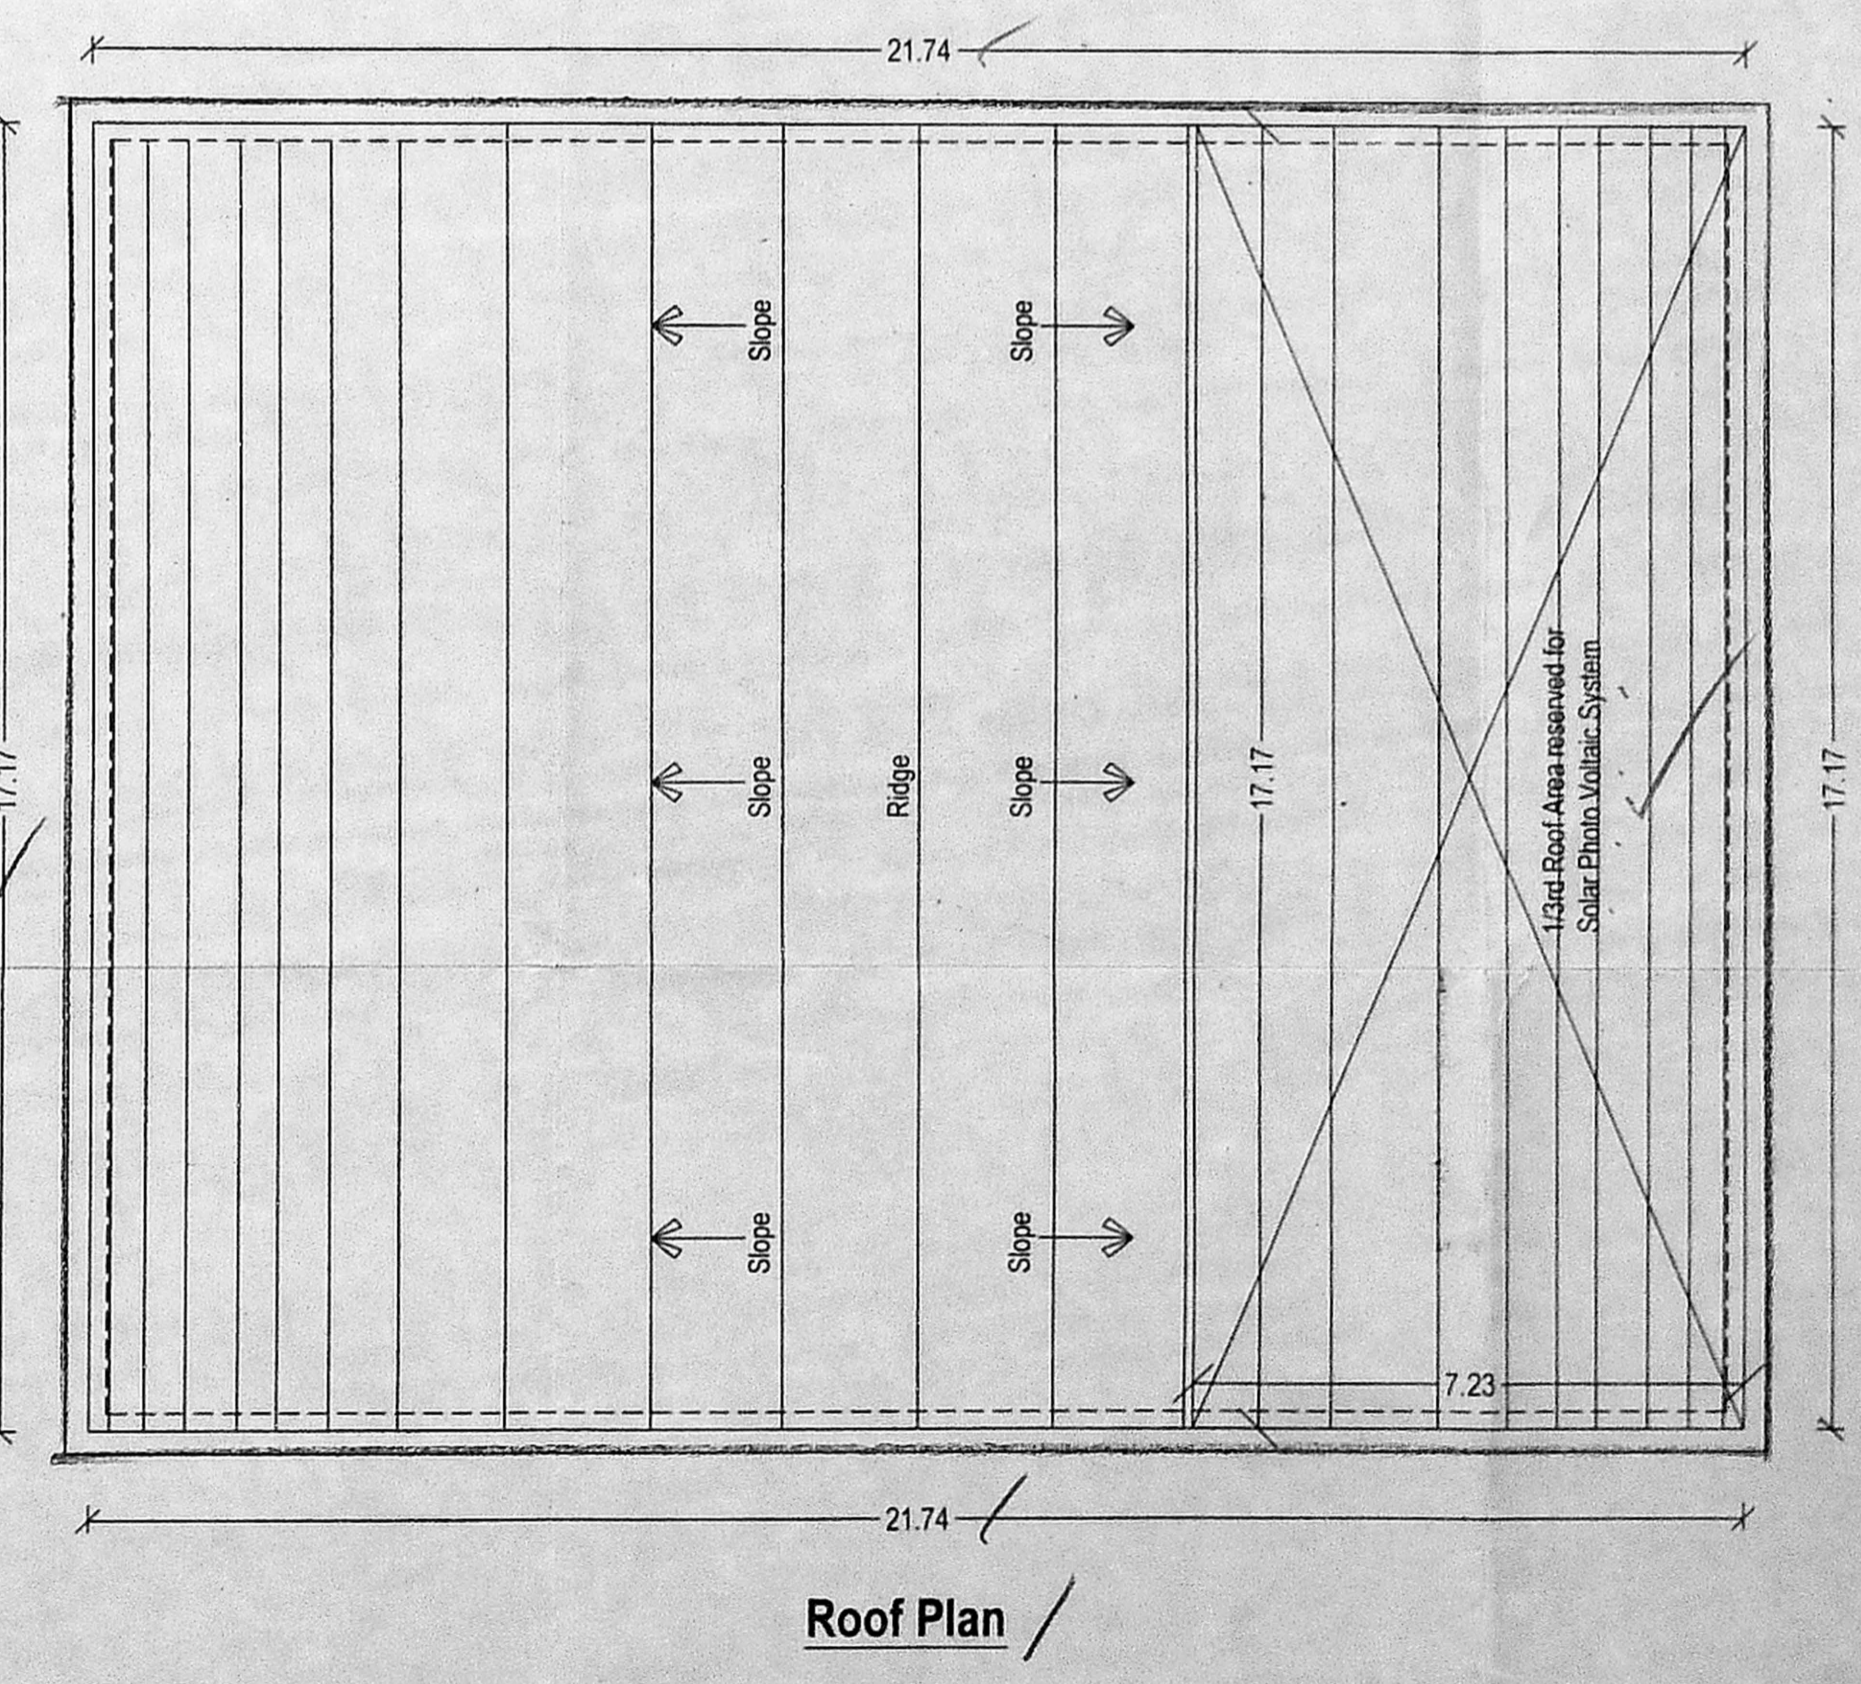 21.74
Slope
Slope
Slope
Slope
Ridge
Slope
17.17
17.17
1/3rd Roof Area reserved for
Solar Photo Voltaic System
17.17
Slope
Slope
7.23
21.74
Roof Plan